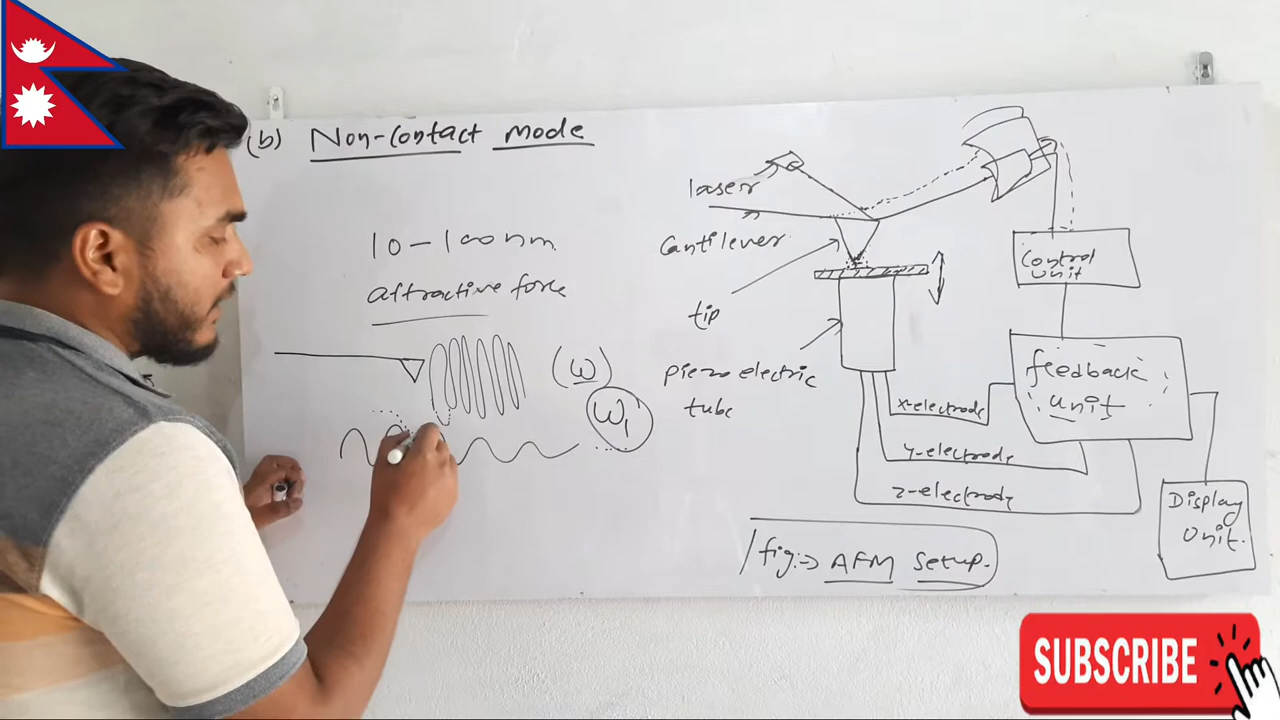 (b) Non-contact mode
10-100nm
attractive force
(ω)
ω₁
laser
cantilever
tip
piezo electric
tube
x-electrode
y-electrode
z-electrode
Control
unit
feedback
unit
Display
Unit.
fig:-> AFM Setup.
SUBSCRIBE